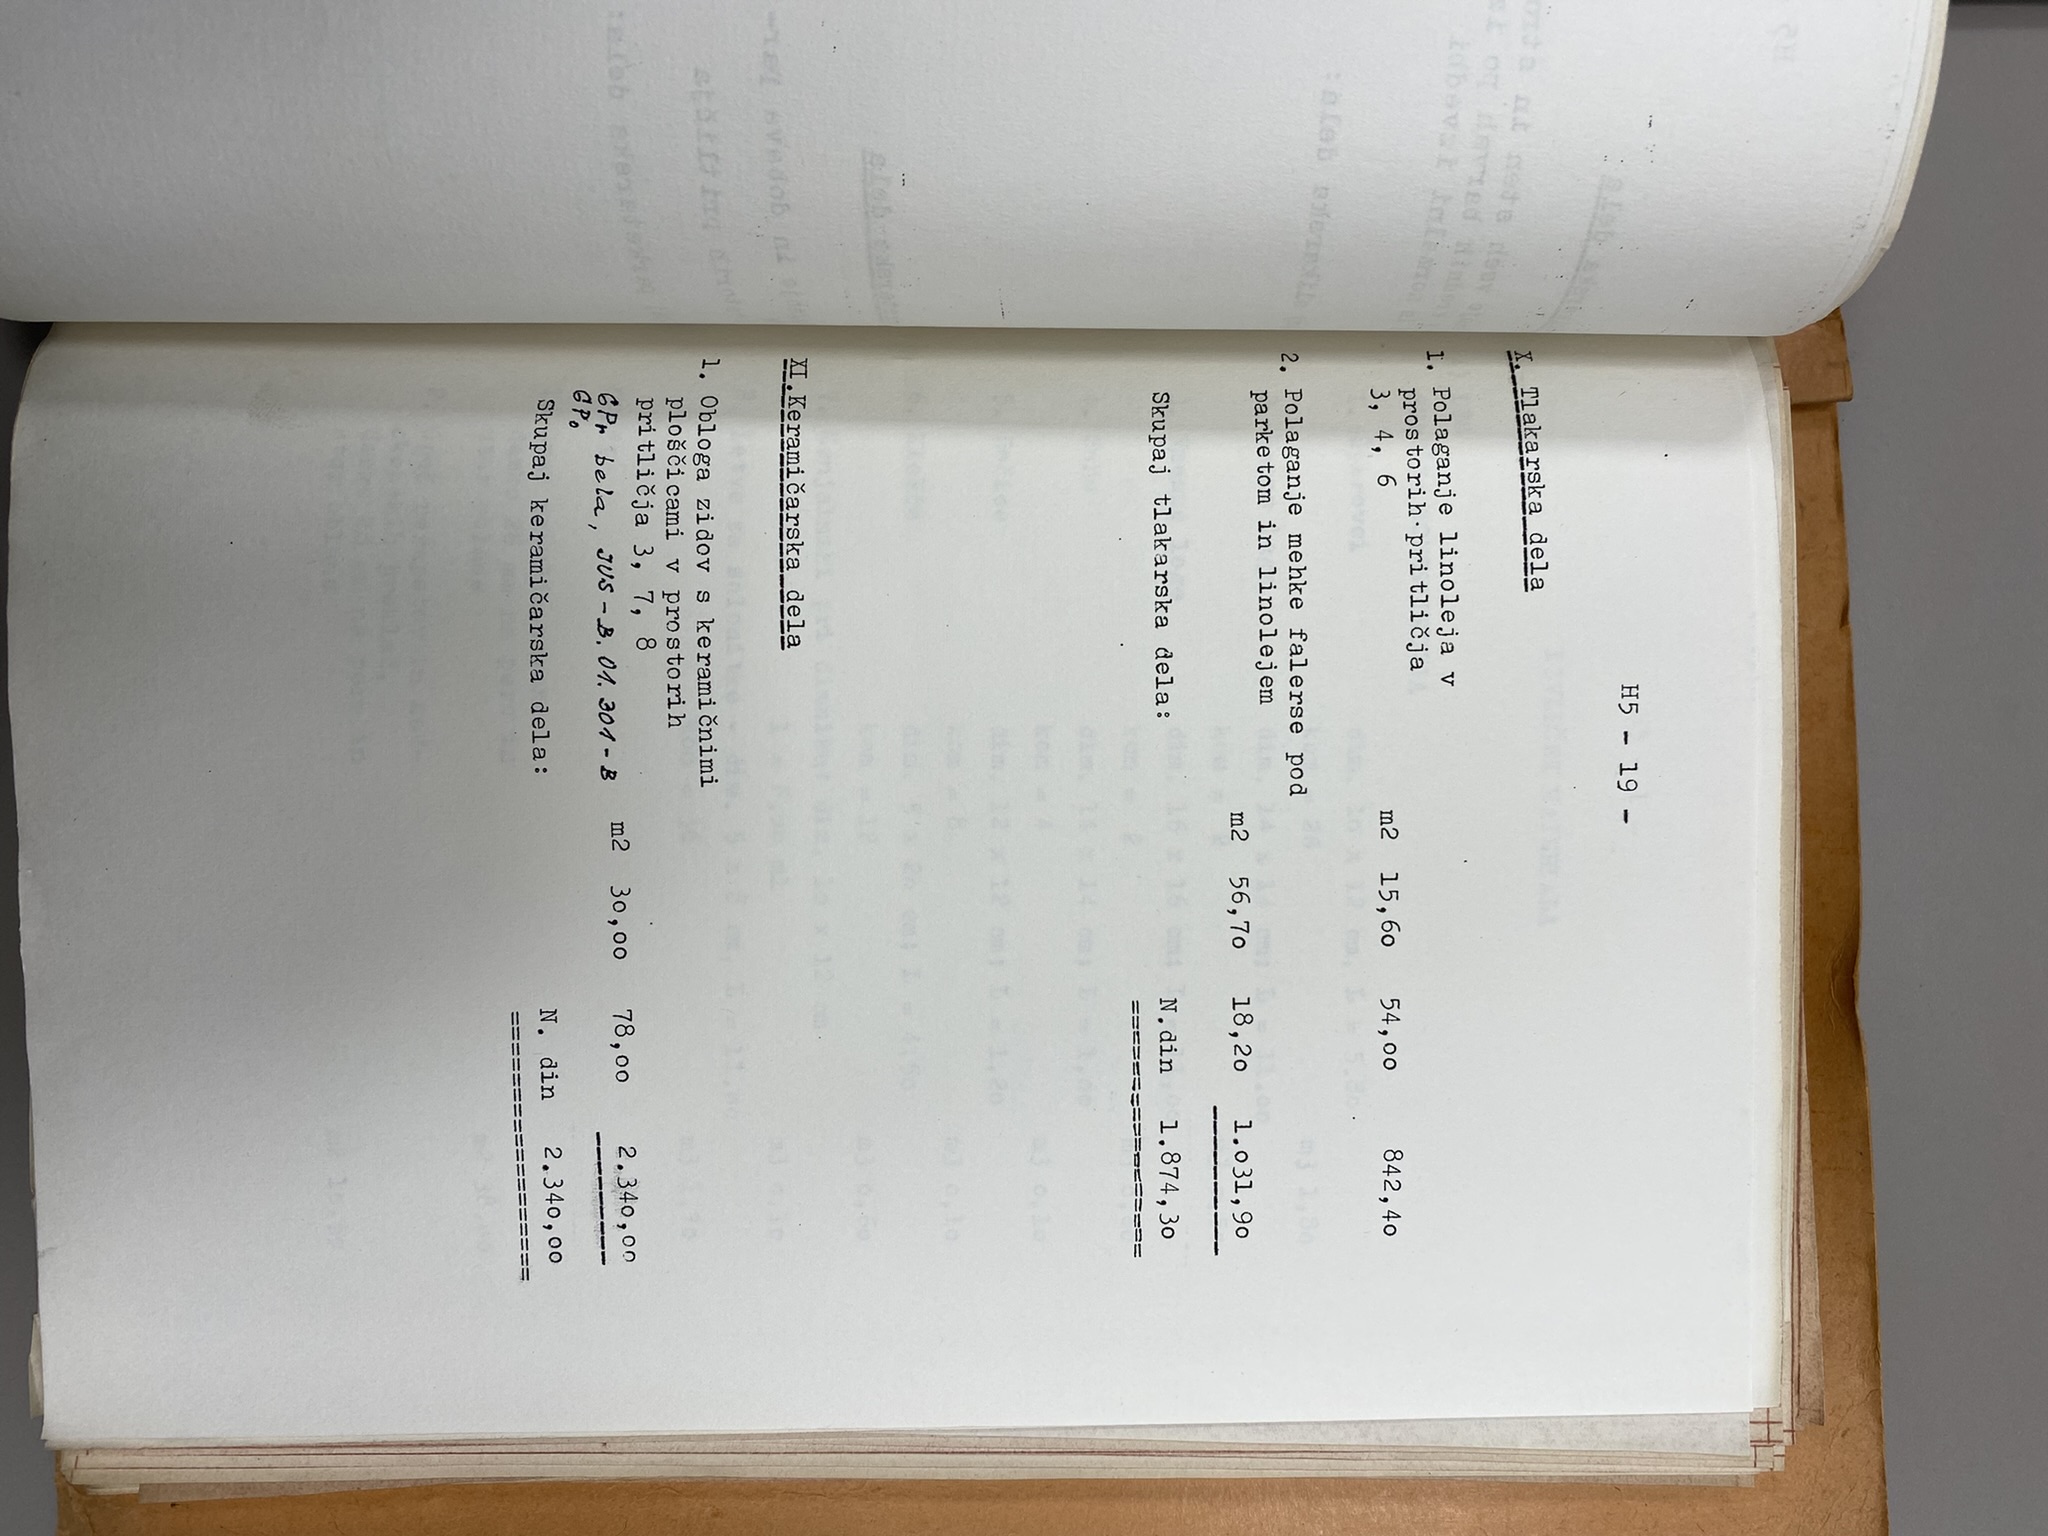 H5 - 19 -
X. Tlakarska dela
1. Polaganje linoleja v
prostorih pritličja
3, 4, 6 m2 15,60 54,00 842,40
2. Polaganje mehke falerse pod
parketom in linolejem m2 56,70 18,20 1.031,90
Skupaj tlakarska dela: N.din 1.874,30
XI. Keramičarska dela
1. Obloga zidov s keramičnimi
ploščicami v prostorih
pritličja 3, 7, 8
GPn bela, JUS - B. 01. 301 - B m2 30,00 78,00 2.340,00
GPo
Skupaj keramičarska dela: N. din 2.340,00